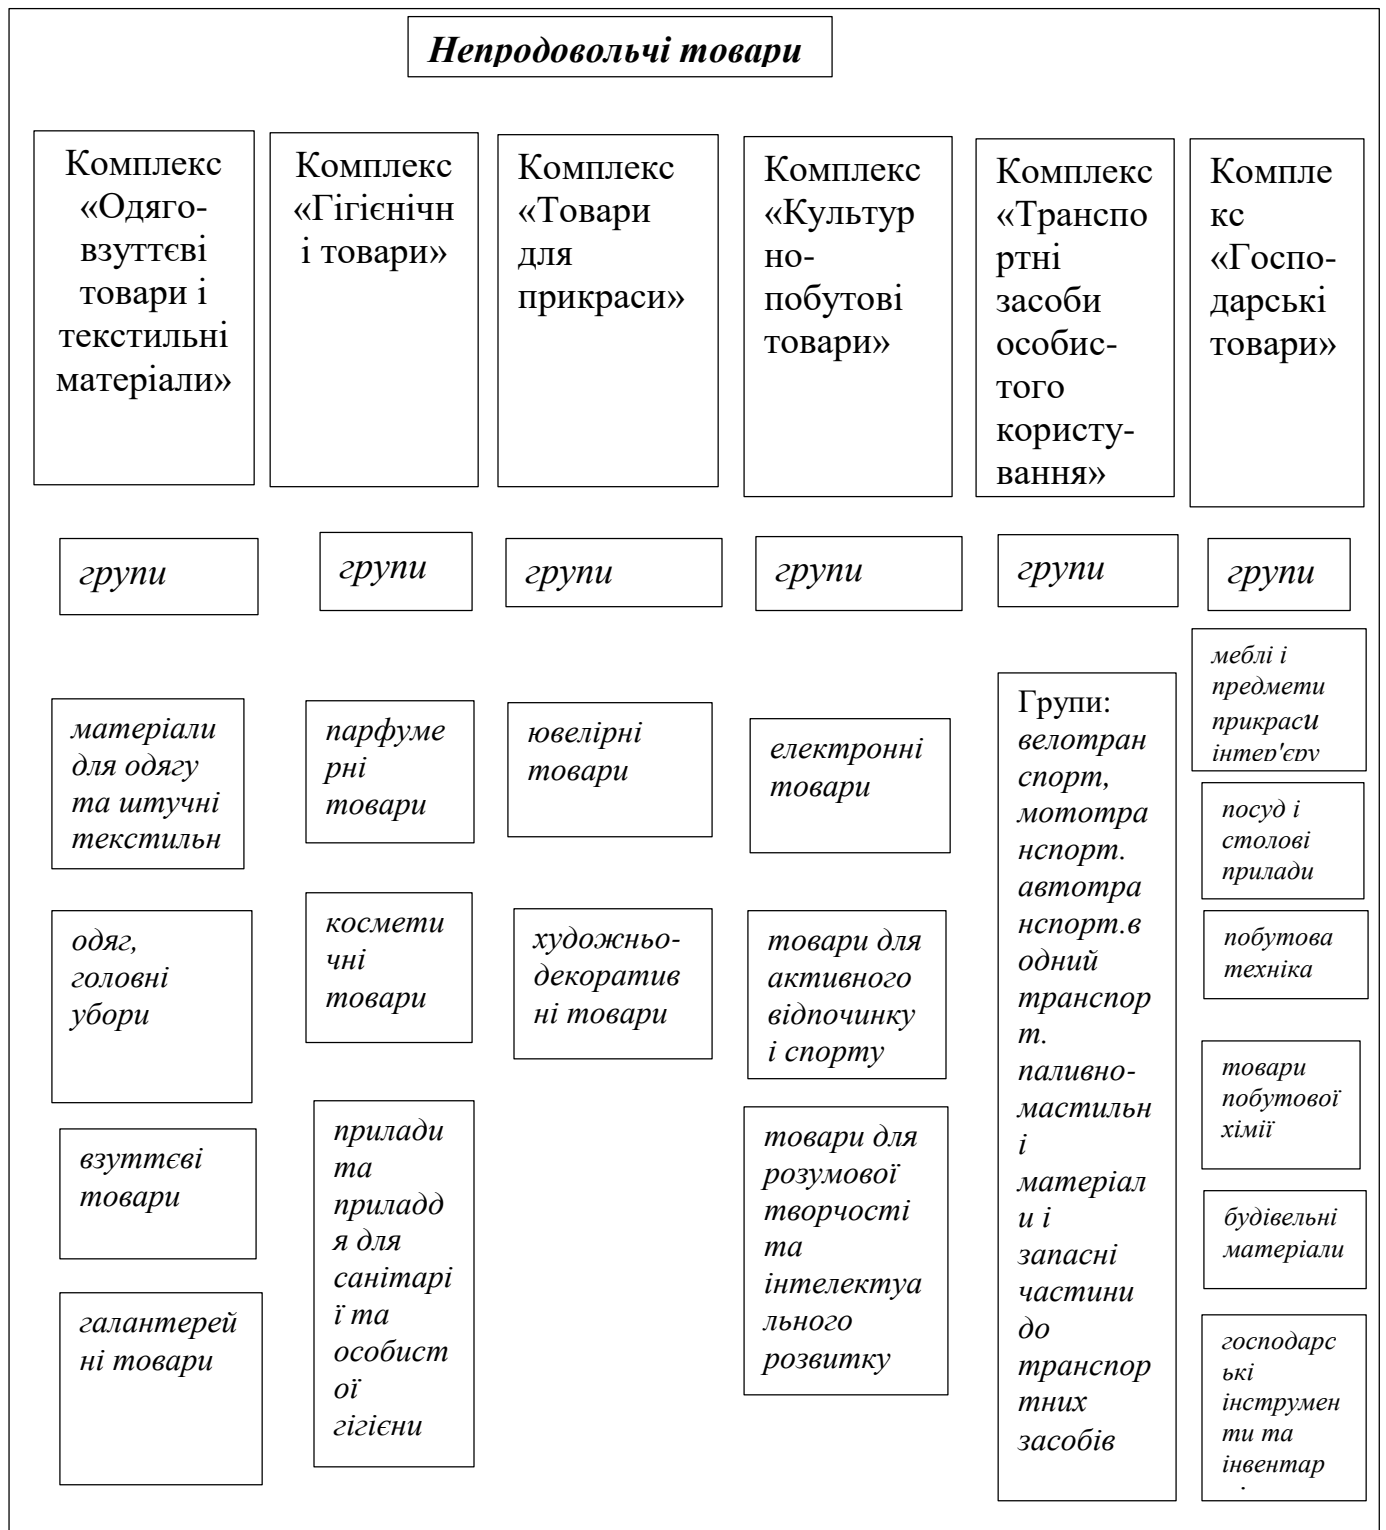 Непродовольчі товари
Комплекс
«Одяго-
взуттєві
товари і
текстильні
матеріали»
Комплекс
«Гігієнічн
і товари»
Комплекс
«Товари
для
прикраси»
Комплекс
«Культур
но-
побутові
товари»
Комплекс
«Транспо
ртні
засоби
особис-
того
користу-
вання»
Компле
кс
«Госпо-
дарські
товари»
групи
групи
групи
групи
групи
групи
матеріали
для одягу
та штучні
текстильн
одяг,
головні
убори
взуттєві
товари
галантерей
ні товари
парфуме
рні
товари
космети
чні
товари
прилади
та
приладд
я для
санітарі
ї та
особист
ої
гігієни
ювелірні
товари
художньо-
декоратив
ні товари
електронні
товари
товари для
активного
відпочинку
і спорту
товари для
розумової
творчості
та
інтелектуа
льного
розвитку
Групи:
велотран
спорт,
мототра
нспорт.
автотра
нспорт.в
одний
транспор
т.
паливно-
мастильн
і
матеріал
и і
запасні
частини
до
транспор
тних
засобів
меблі і
предмети
прикраси
інтер'єру
посуд і
столові
прилади
побутова
техніка
товари
побутової
хімії
будівельні
матеріали
господарс
ькі
інструмен
ти та
інвентар